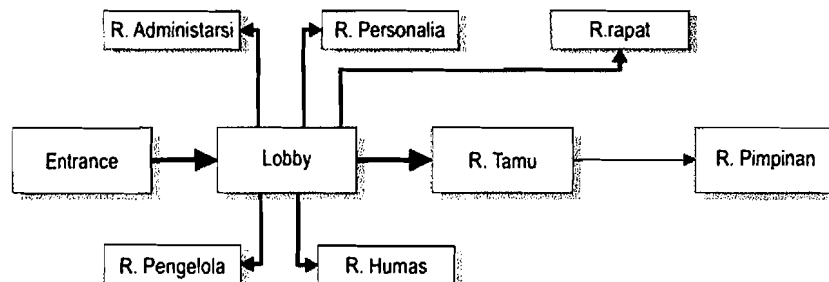 R. Administarsi
R. Personalia
R.rapat
Entrance
Lobby
R. Tamu
R. Pimpinan
R. Pengelola
R. Humas